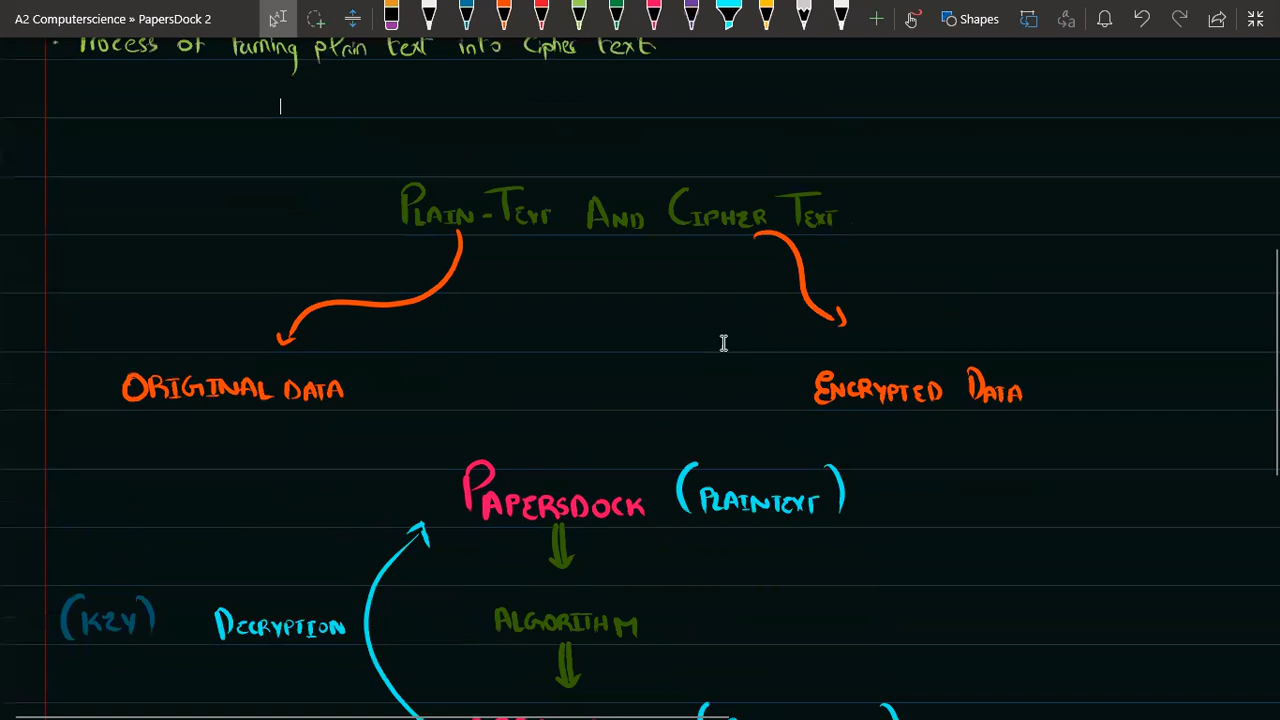 A2 Computerscience » PapersDock 2
Shapes
· Process of turning plain text into Cipher text
PLAIN-TEXT AND CIPHER TEXT
ORIGINAL DATA
ENCRYPTED DATA
PAPERSDOCK (PLAINTEXT)
(KEY) DECRYPTION
ALGORITHM